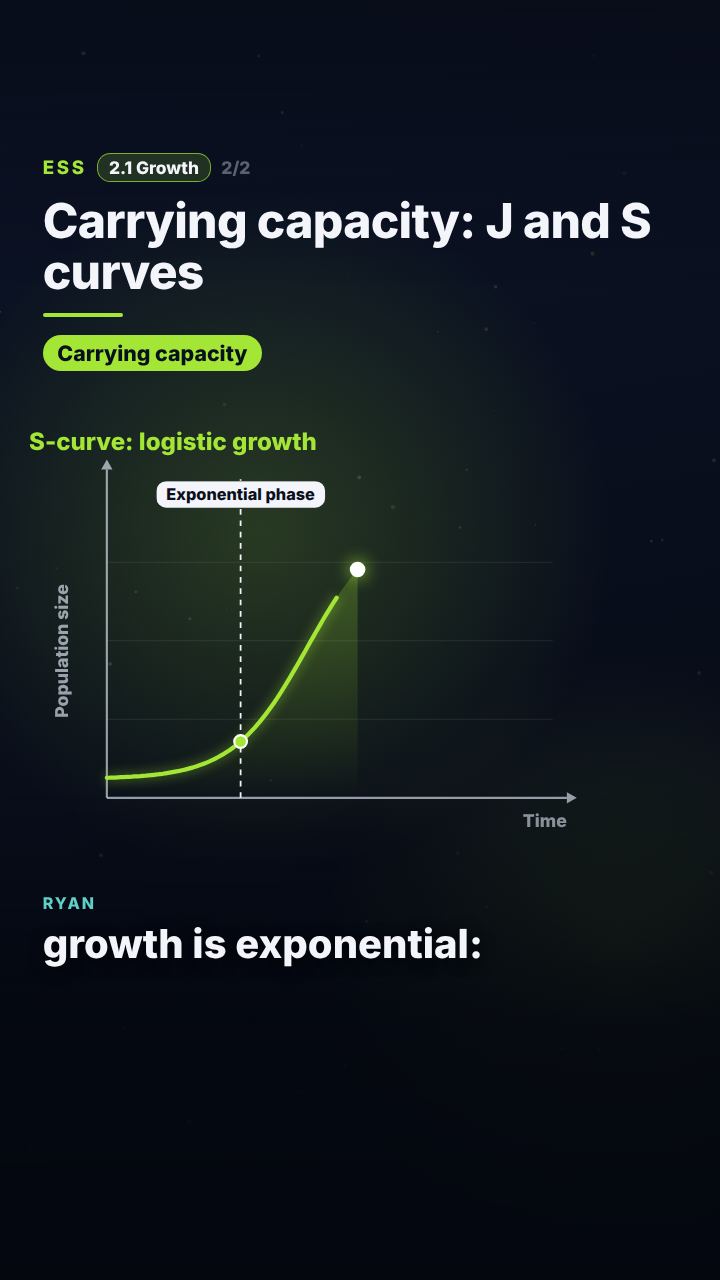 ESS 2.1 Growth 2/2
Carrying capacity: J and S
curves
Carrying capacity
S-curve: logistic growth
Exponential phase
Population size
Time
RYAN
growth is exponential: